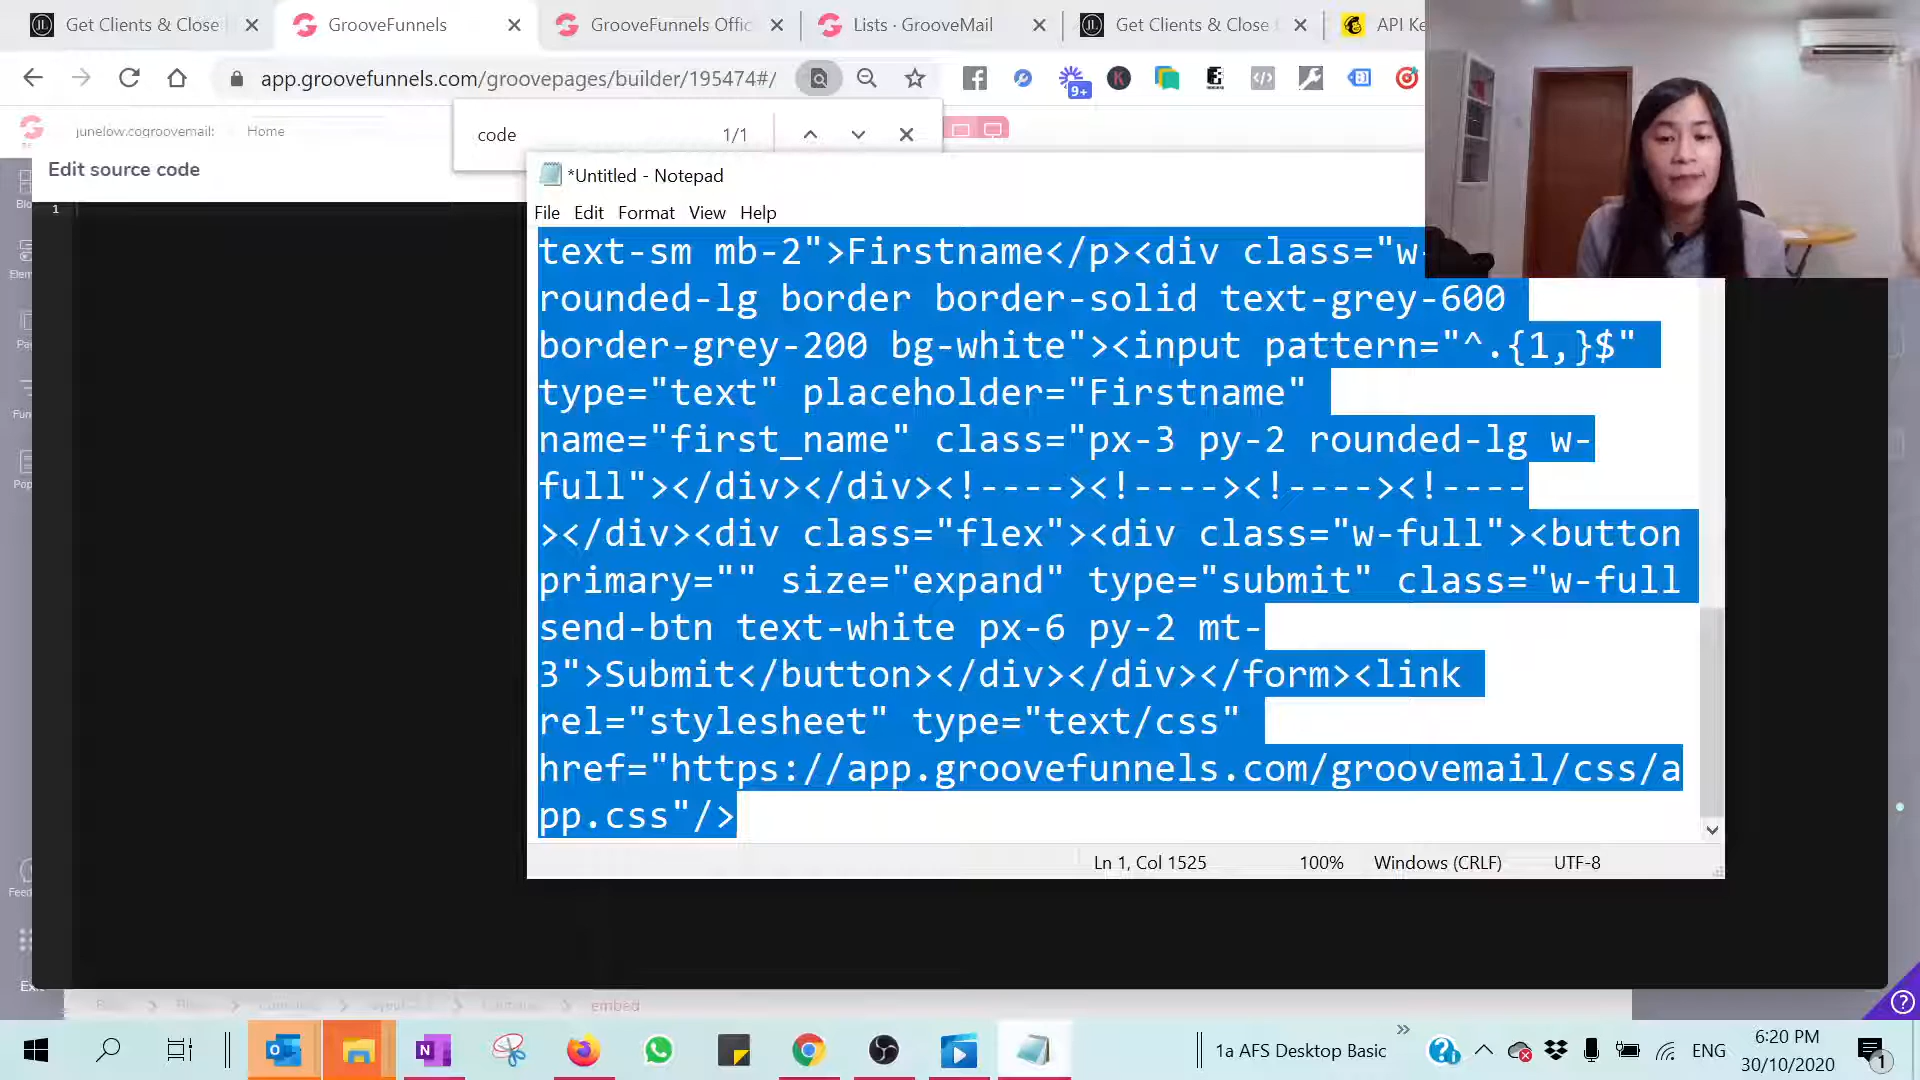 Get Clients & Close
GrooveFunnels
GrooveFunnels Offic
Lists · GrooveMail
Get Clients & Close
API Ke
app.groovefunnels.com/groovepages/builder/195474#/
9+
junelow.cogroovemail:
Home
code
1/1
Edit source code
1
*Untitled - Notepad
File Edit Format View Help
text-sm mb-2">Firstname</p><div class="w-
rounded-lg border border-solid text-grey-600
border-grey-200 bg-white"><input pattern="^.{1,}$"
type="text" placeholder="Firstname"
name="first_name" class="px-3 py-2 rounded-lg w-
full"></div></div><!----><!----><!----><!----
></div><div class="flex"><div class="w-full"><button
primary="" size="expand" type="submit" class="w-full
send-btn text-white px-6 py-2 mt-
3">Submit</button></div></div></form><link
rel="stylesheet" type="text/css"
href="https://app.groovefunnels.com/groovemail/css/a
pp.css"/>
Ln 1, Col 1525
100%
Windows (CRLF)
UTF-8
embed
1a AFS Desktop Basic
ENG
6:20 PM
30/10/2020
1